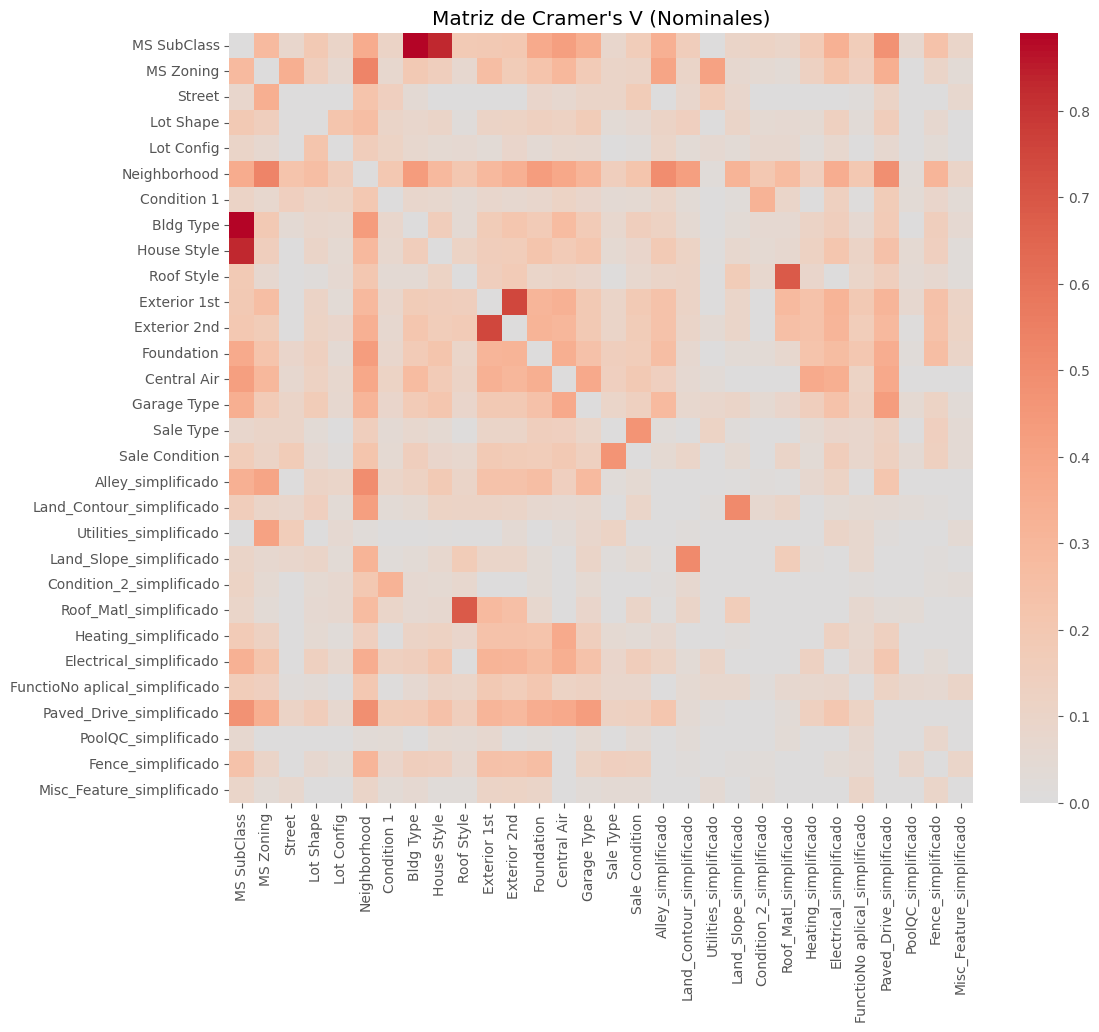 Matriz de Cramer's V (Nominales)
MS SubClass
MS Zoning
Street
Lot Shape
Lot Config
Neighborhood
Condition 1
Bldg Type
House Style
Roof Style
Exterior 1st
Exterior 2nd
Foundation
Central Air
Garage Type
Sale Type
Sale Condition
Alley_simplificado
Land_Contour_simplificado
Utilities_simplificado
Land_Slope_simplificado
Condition_2_simplificado
Roof_Matl_simplificado
Heating_simplificado
Electrical_simplificado
FunctioNo aplical_simplificado
Paved_Drive_simplificado
PoolQC_simplificado
Fence_simplificado
Misc_Feature_simplificado
MS SubClass
MS Zoning
Street
Lot Shape
Lot Config
Neighborhood
Condition 1
Bldg Type
House Style
Roof Style
Exterior 1st
Exterior 2nd
Foundation
Central Air
Garage Type
Sale Type
Sale Condition
Alley_simplificado
Land_Contour_simplificado
Utilities_simplificado
Land_Slope_simplificado
Condition_2_simplificado
Roof_Matl_simplificado
Heating_simplificado
Electrical_simplificado
FunctioNo aplical_simplificado
Paved_Drive_simplificado
PoolQC_simplificado
Fence_simplificado
Misc_Feature_simplificado
0.8
0.7
0.6
0.5
0.4
0.3
0.2
0.1
0.0